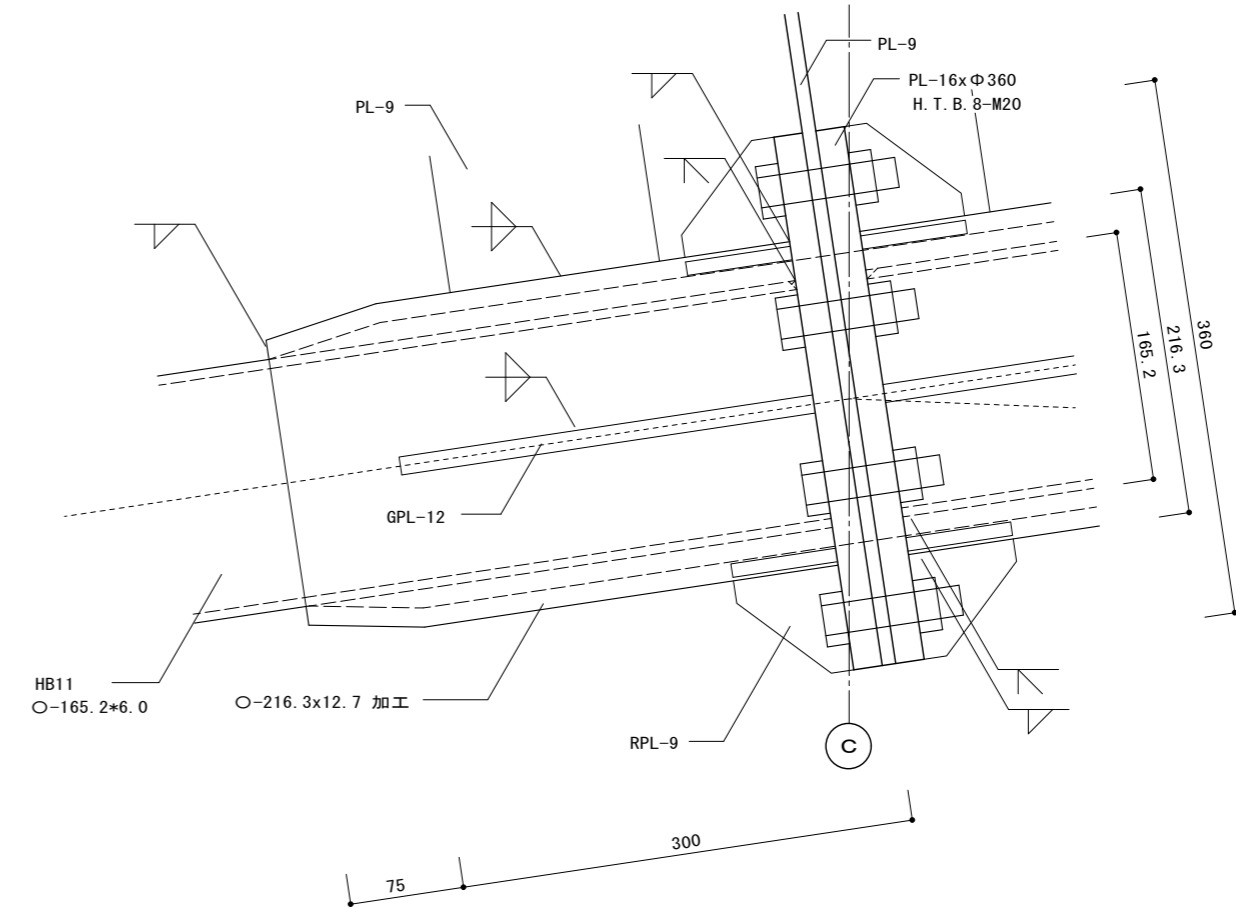 PL-9
PL-16xΦ360
H.T.B.8-M20
PL-9
360
216.3
165.2
GPL-12
HB11
○-165.2*6.0
○-216.3x12.7 加工
RPL-9
C
300
75